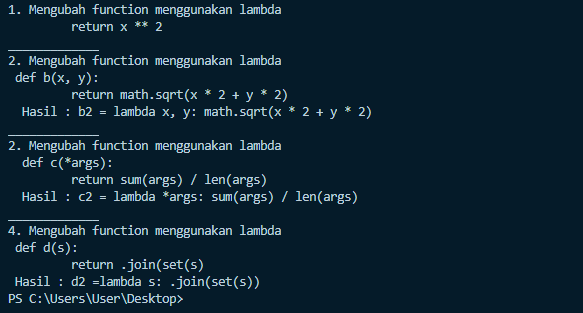 1. Mengubah function menggunakan lambda
return x ** 2
_____________
2. Mengubah function menggunakan lambda
def b(x, y):
return math.sqrt(x * 2 + y * 2)
Hasil : b2 = lambda x, y: math.sqrt(x * 2 + y * 2)
_____________
2. Mengubah function menggunakan lambda
def c(*args):
return sum(args) / len(args)
Hasil : c2 = lambda *args: sum(args) / len(args)
_____________
4. Mengubah function menggunakan lambda
def d(s):
return .join(set(s)
Hasil : d2 =lambda s: .join(set(s))
PS C:\Users\User\Desktop>